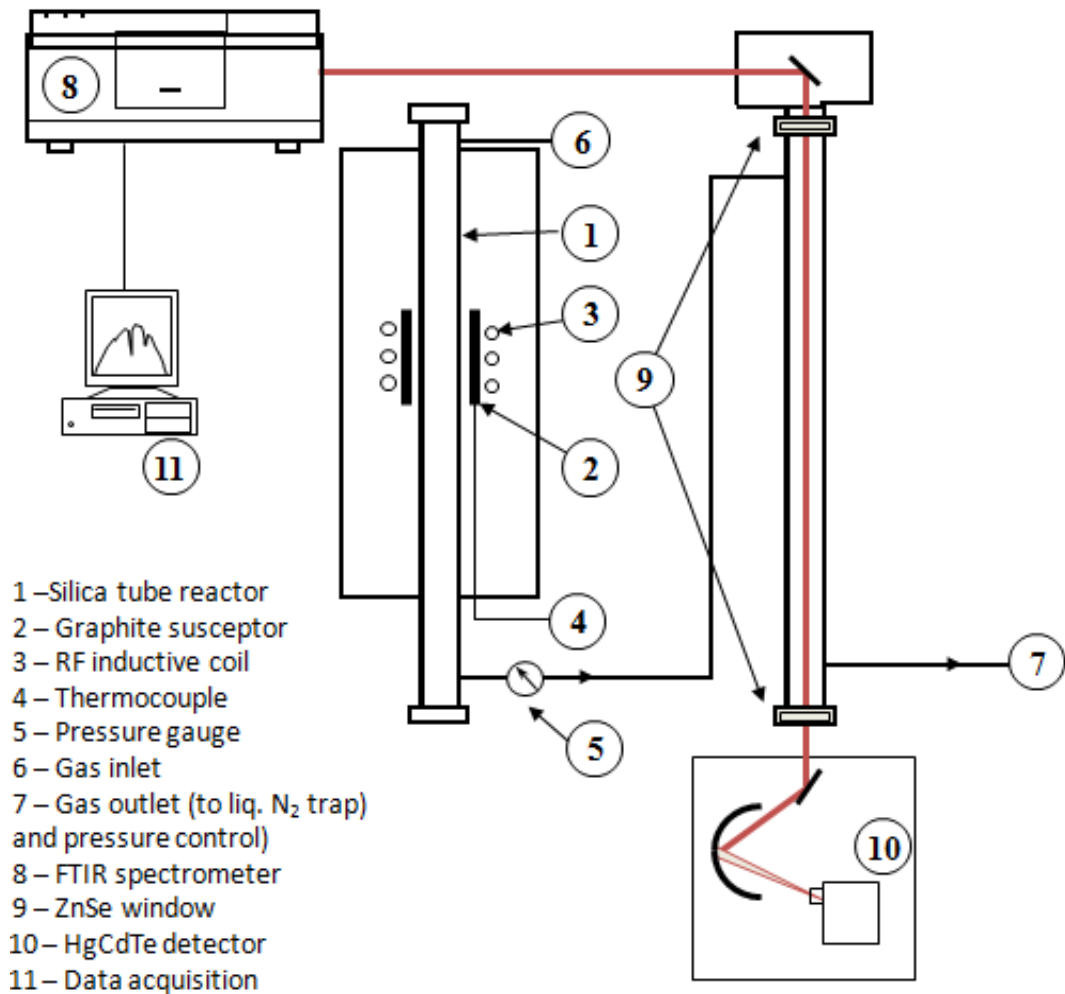 8
6
1
3
9
2
11
4
7
5
10
1 –Silica tube reactor
2 – Graphite susceptor
3 – RF inductive coil
4 – Thermocouple
5 – Pressure gauge
6 – Gas inlet
7 – Gas outlet (to liq. N₂ trap)
and pressure control)
8 – FTIR spectrometer
9 – ZnSe window
10 – HgCdTe detector
11 – Data acquisition